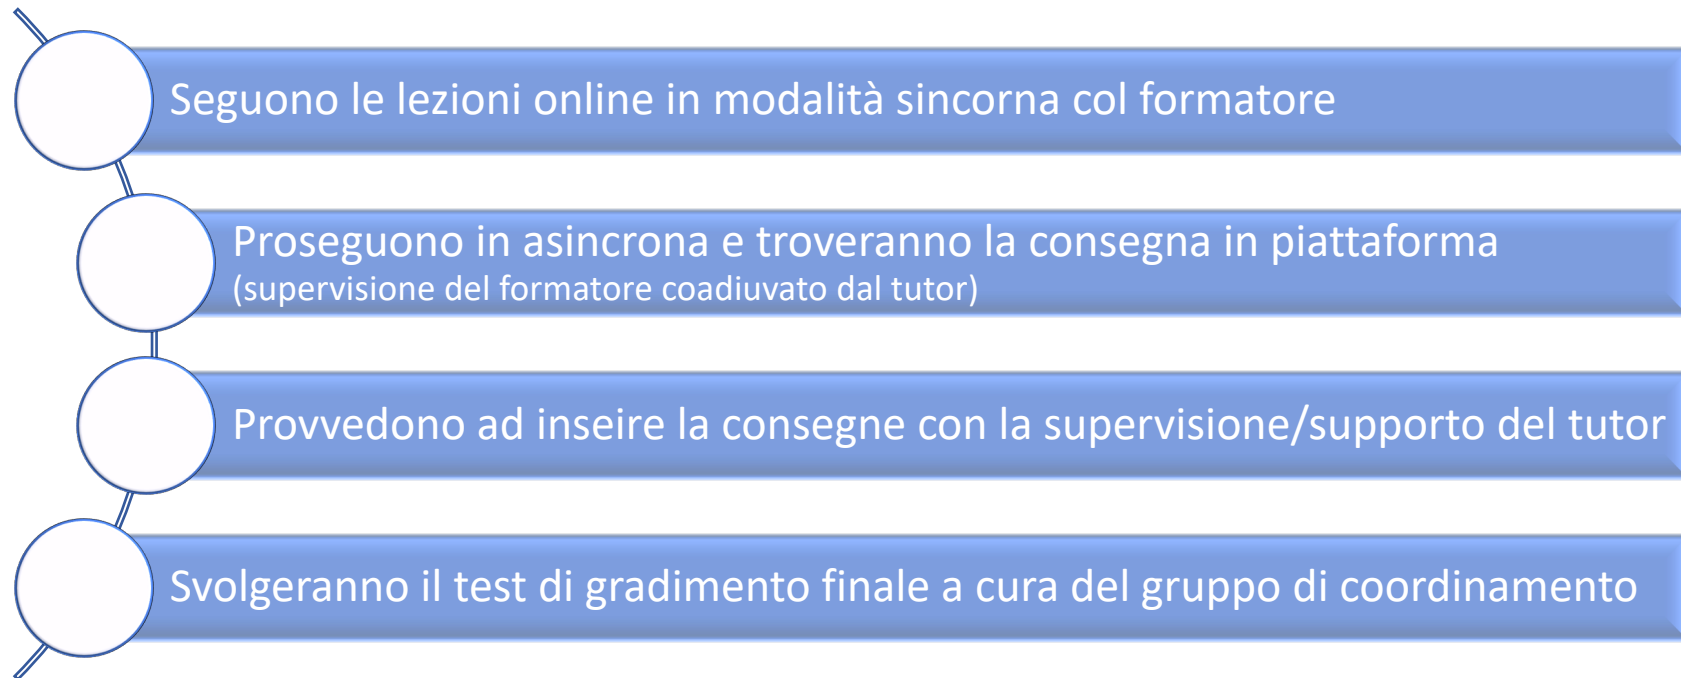 Seguono le lezioni online in modalità sincorna col formatore
Proseguono in asincrona e troveranno la consegna in piattaforma
(supervisione del formatore coadiuvato dal tutor)
Provvedono ad inseire la consegne con la supervisione/supporto del tutor
Svolgeranno il test di gradimento finale a cura del gruppo di coordinamento